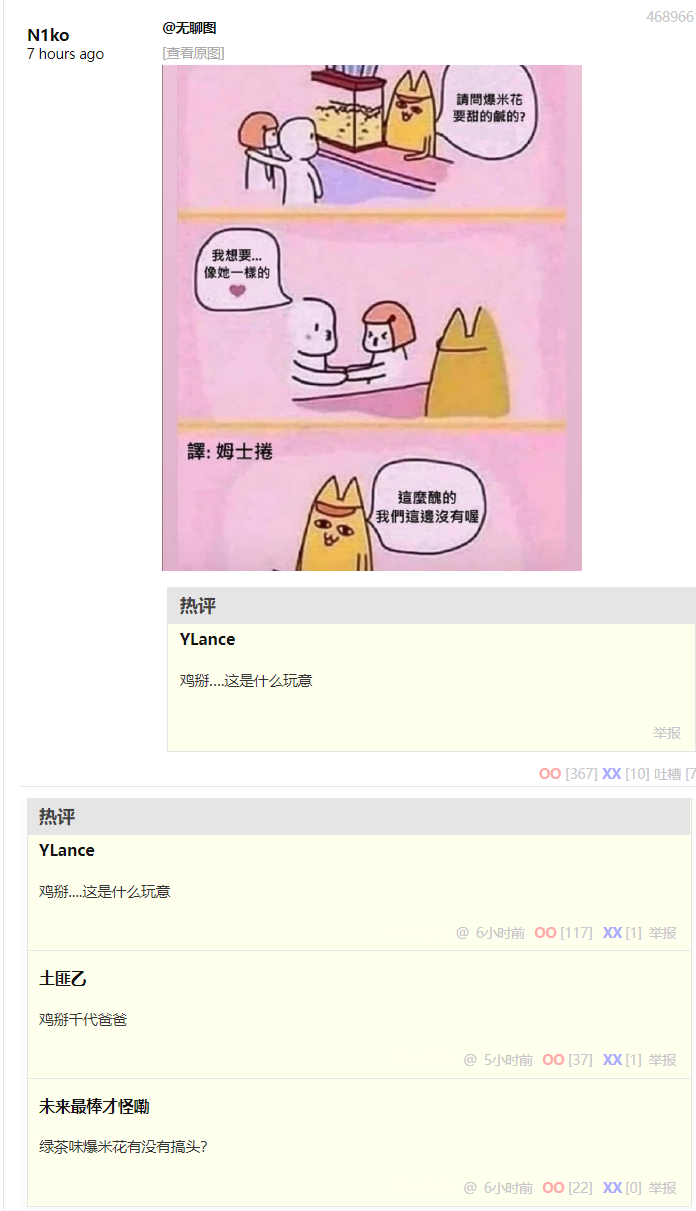 N1ko
7 hours ago
@无聊图
468966
[查看原图]
請問爆米花
要甜的鹹的?
我想要...
像她一樣的
譯: 姆士捲
這麼醜的
我們這邊沒有喔
热评
YLance
鸡掰....这是什么玩意
举报
OO [367] XX [10] 吐槽 [7
热评
YLance
鸡掰....这是什么玩意
@ 6小时前 OO [117] XX [1] 举报
土匪乙
鸡掰千代爸爸
@ 5小时前 OO [37] XX [1] 举报
未来最棒才怪嘞
绿茶味爆米花有没有搞头?
@ 6小时前 OO [22] XX [0] 举报